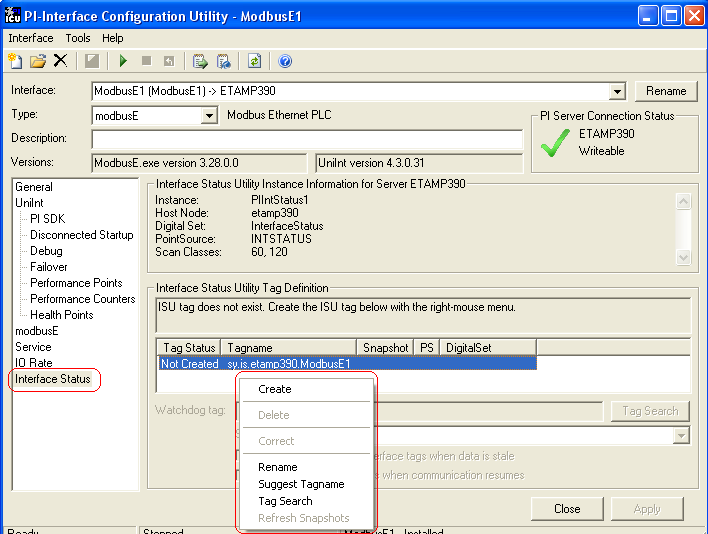 PI-Interface Configuration Utility - ModbusE1
Interface Tools Help
Interface: ModbusE1 (ModbusE1) -> ETAMP390 Rename
Type: modbusE Modbus Ethernet PLC
Description:
Versions: ModbusE.exe version 3.28.0.0 UniInt version 4.3.0.31
PI Server Connection Status
ETAMP390
Writeable
General
UniInt
PI SDK
Disconnected Startup
Debug
Failover
Performance Points
Performance Counters
Health Points
modbusE
Service
IO Rate
Interface Status
Interface Status Utility Instance Information for Server ETAMP390
Instance: PIIntStatus1
Host Node: etamp390
Digital Set: InterfaceStatus
PointSource: INTSTATUS
Scan Classes: 60, 120
Interface Status Utility Tag Definition
ISU tag does not exist. Create the ISU tag below with the right-mouse menu.
Tag Status Tagname Snapshot PS DigitalSet
Not Created sy.is.etamp390.ModbusE1
Watchdog tag: Tag Search
Create
Delete
Correct
Rename
Suggest Tagname
Tag Search
Refresh Snapshots
tags when data is stale
when communication resumes
Close Apply
Ready Stopped ModbusE1 - Installed